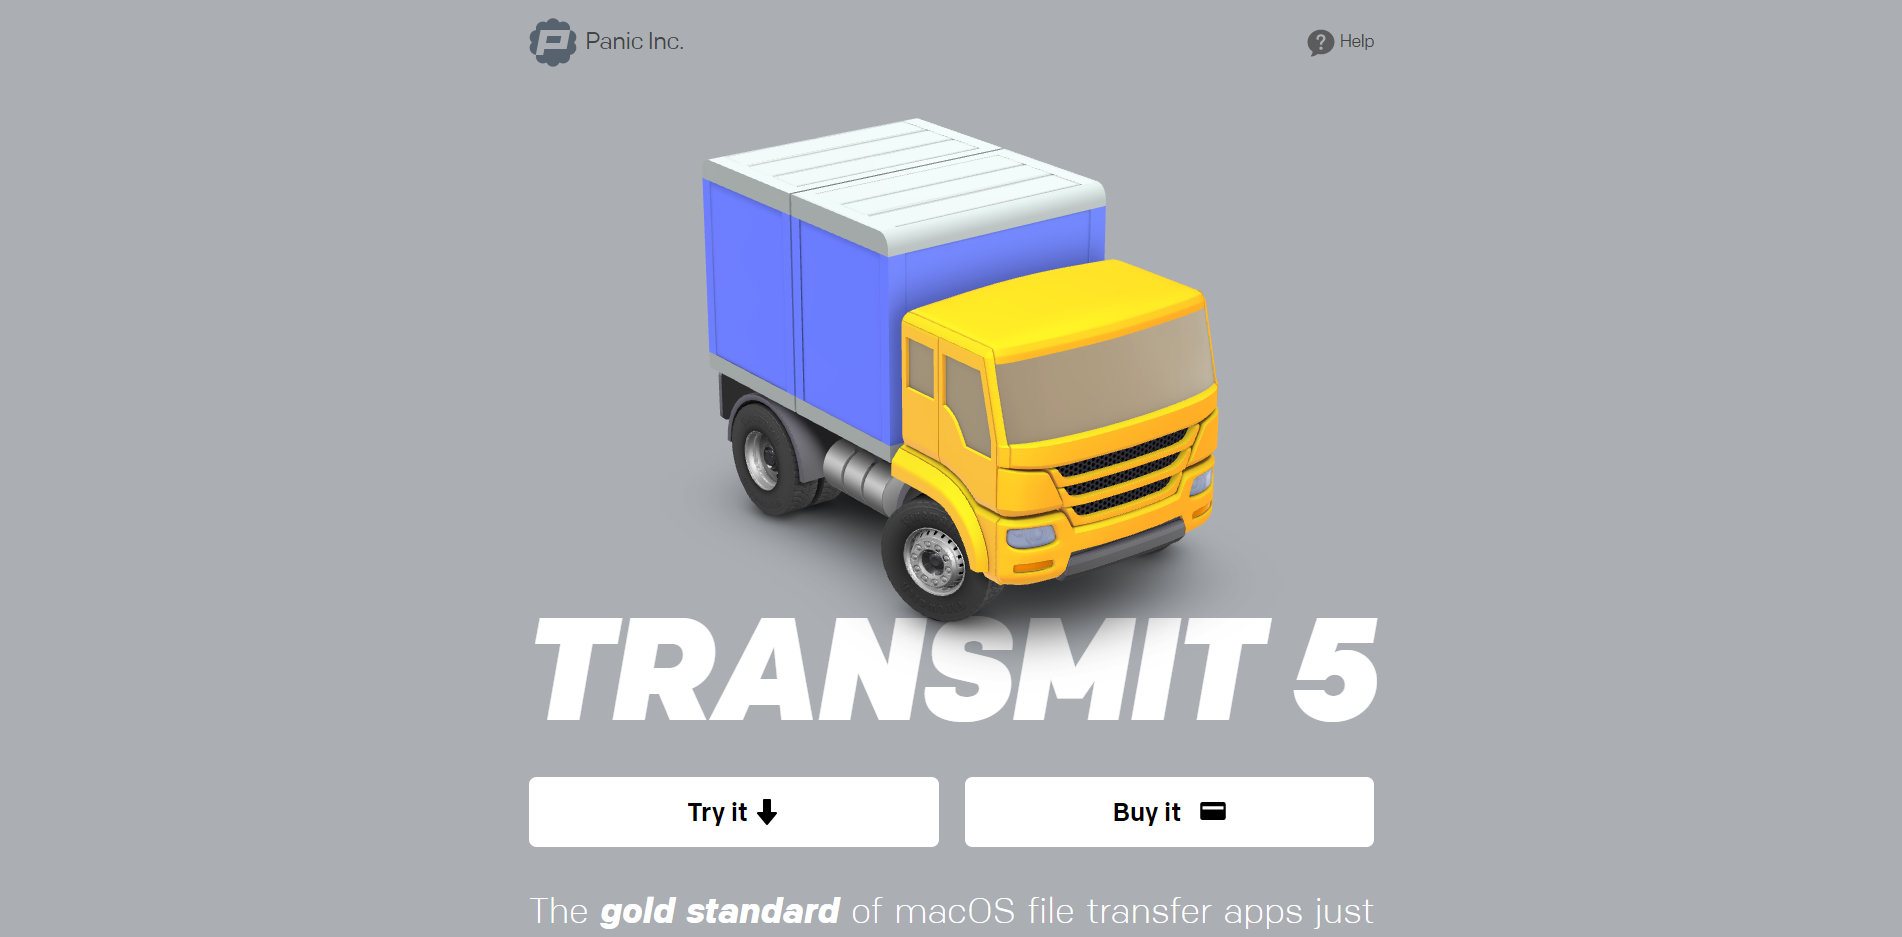 Panic Inc.
Help
TRANSMIT 5
Try it
Buy it
The gold standard of macOS file transfer apps just